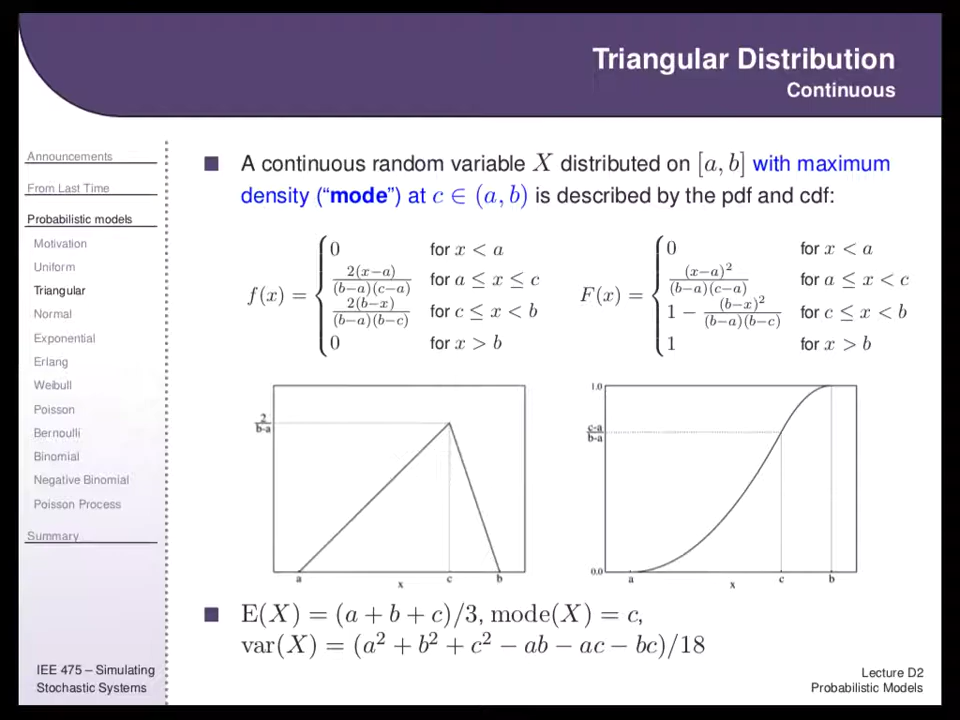 Triangular Distribution
Continuous
Announcements
From Last Time
Probabilistic models
Motivation
Uniform
Triangular
Normal
Exponential
Erlang
Weibull
Poisson
Bernoulli
Binomial
Negative Binomial
Poisson Process
Summary
IEE 475 – Simulating
Stochastic Systems
A continuous random variable X distributed on [a, b] with maximum
density (“mode”) at c ∈ (a, b) is described by the pdf and cdf:
f(x) = { 0 for x < a
2(x−a)/(b−a)(c−a) for a ≤ x ≤ c
2(b−x)/(b−a)(b−c) for c ≤ x < b
0 for x > b
F(x) = { 0 for x < a
(x−a)²/(b−a)(c−a) for a ≤ x < c
1 − (b−x)²/(b−a)(b−c) for c ≤ x < b
1 for x > b
2
b-a
a
x
c
b
1.0
c-a
b-a
0.0
a
x
c
b
E(X) = (a + b + c)/3, mode(X) = c,
var(X) = (a² + b² + c² − ab − ac − bc)/18
Lecture D2
Probabilistic Models